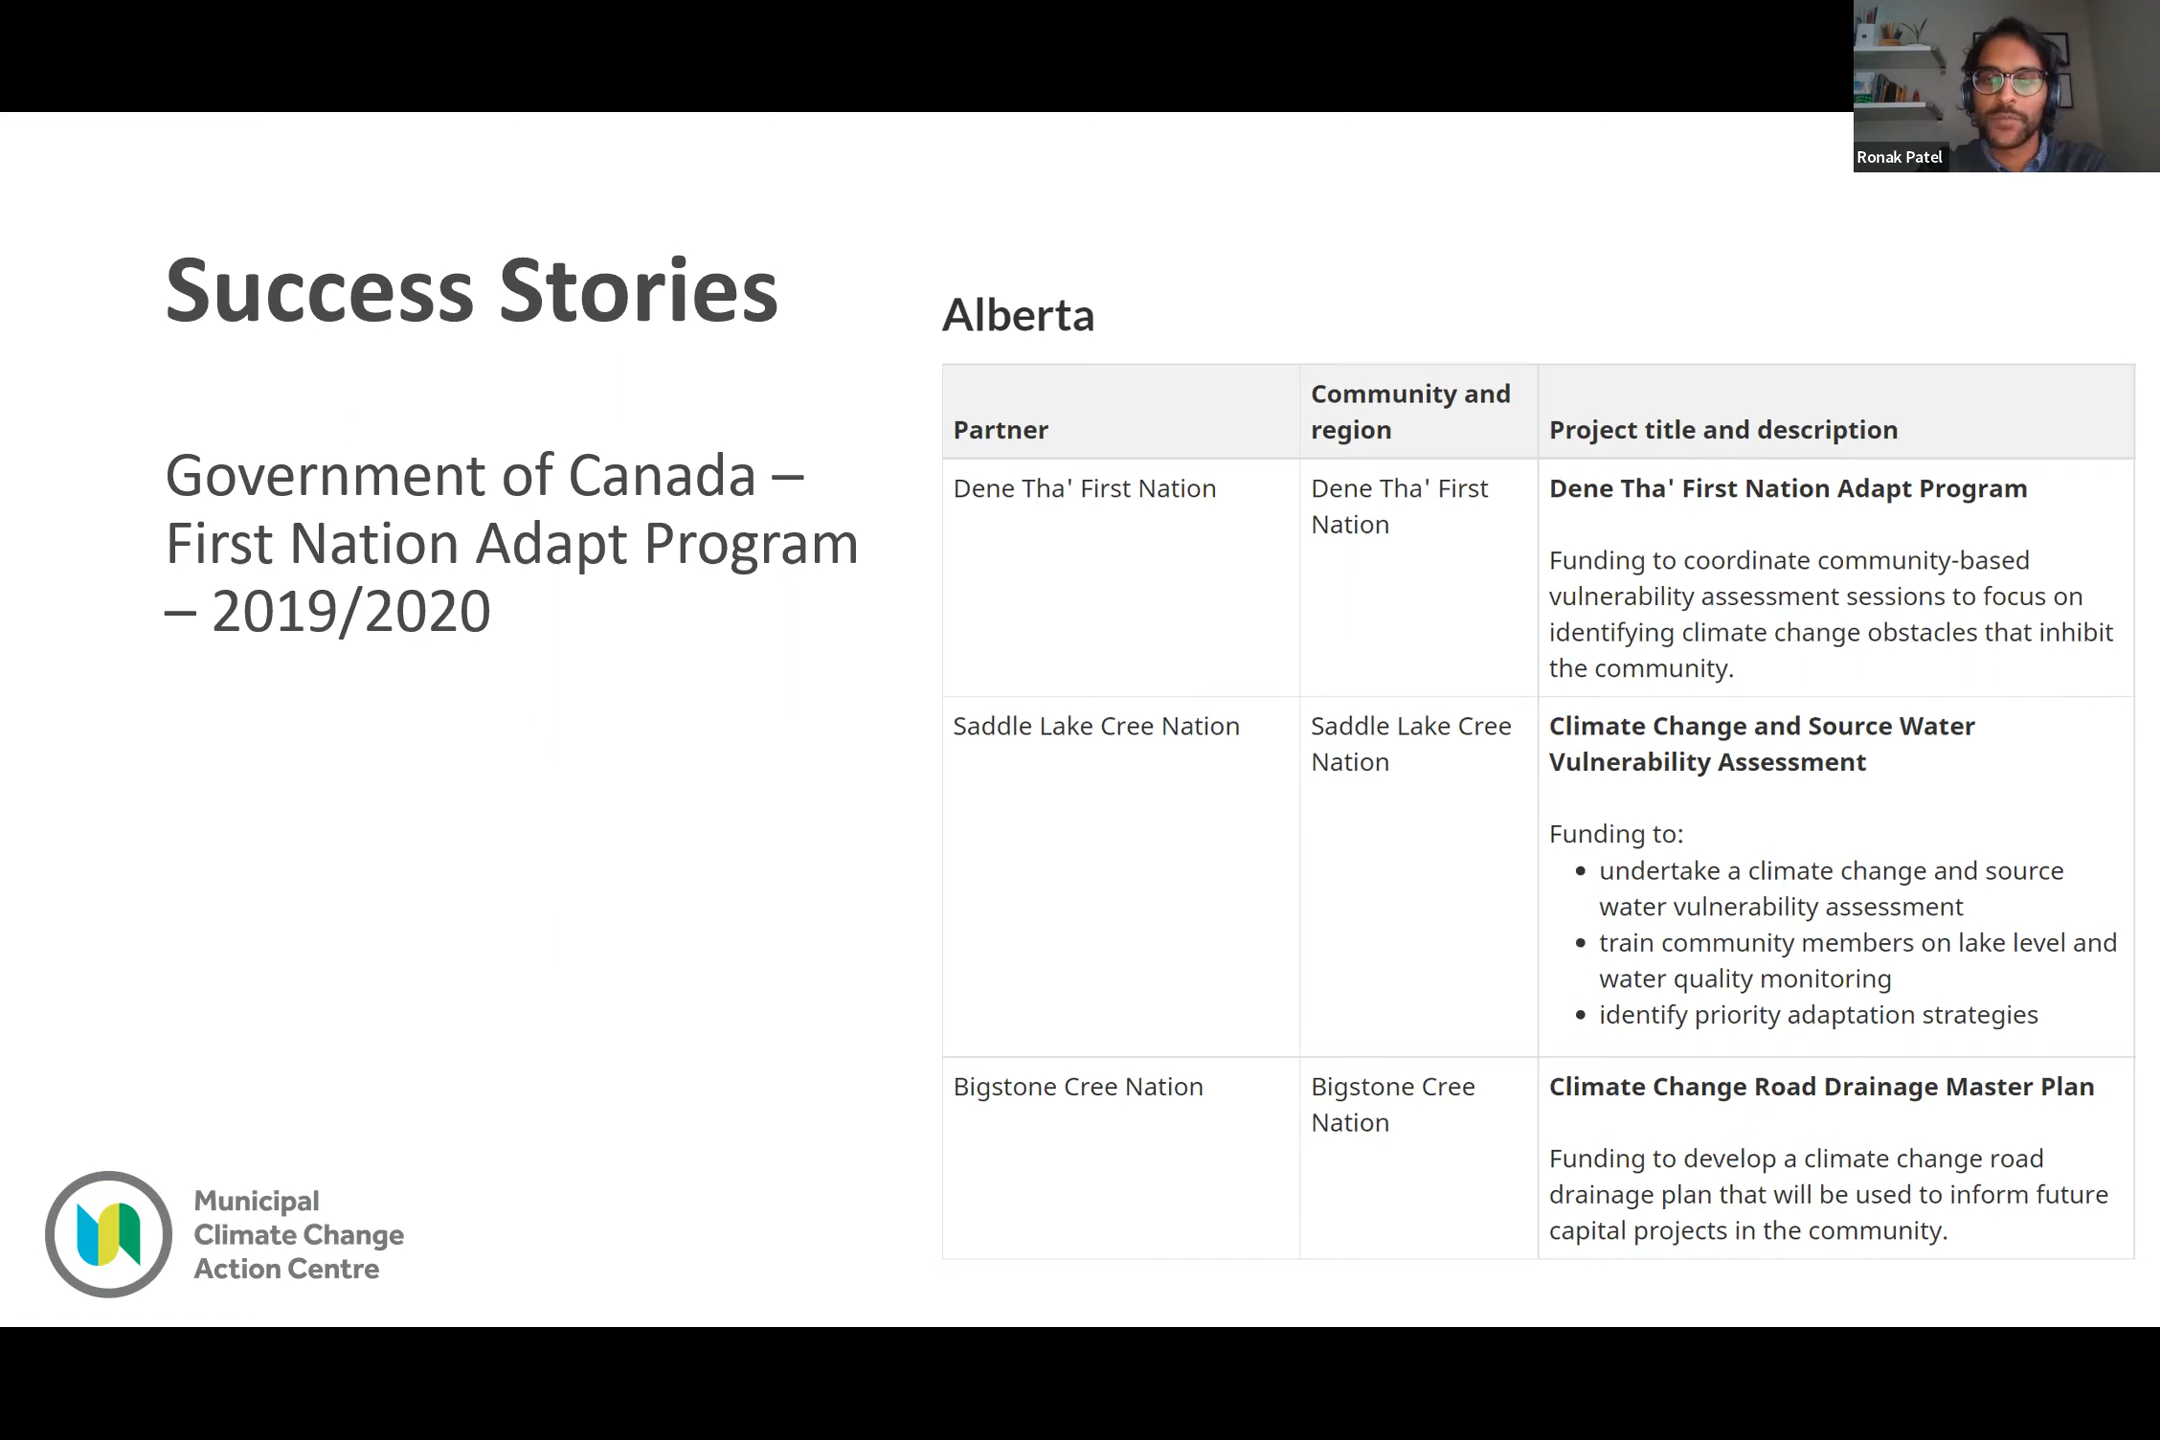 Ronak Patel
Success Stories
Government of Canada –
First Nation Adapt Program
– 2019/2020
Alberta
Partner
Community and
region
Project title and description
Dene Tha' First Nation
Dene Tha' First
Nation
Dene Tha' First Nation Adapt Program
Funding to coordinate community-based
vulnerability assessment sessions to focus on
identifying climate change obstacles that inhibit
the community.
Saddle Lake Cree Nation
Saddle Lake Cree
Nation
Climate Change and Source Water
Vulnerability Assessment
Funding to:
• undertake a climate change and source
water vulnerability assessment
• train community members on lake level and
water quality monitoring
• identify priority adaptation strategies
Bigstone Cree Nation
Bigstone Cree
Nation
Climate Change Road Drainage Master Plan
Funding to develop a climate change road
drainage plan that will be used to inform future
capital projects in the community.
Municipal
Climate Change
Action Centre